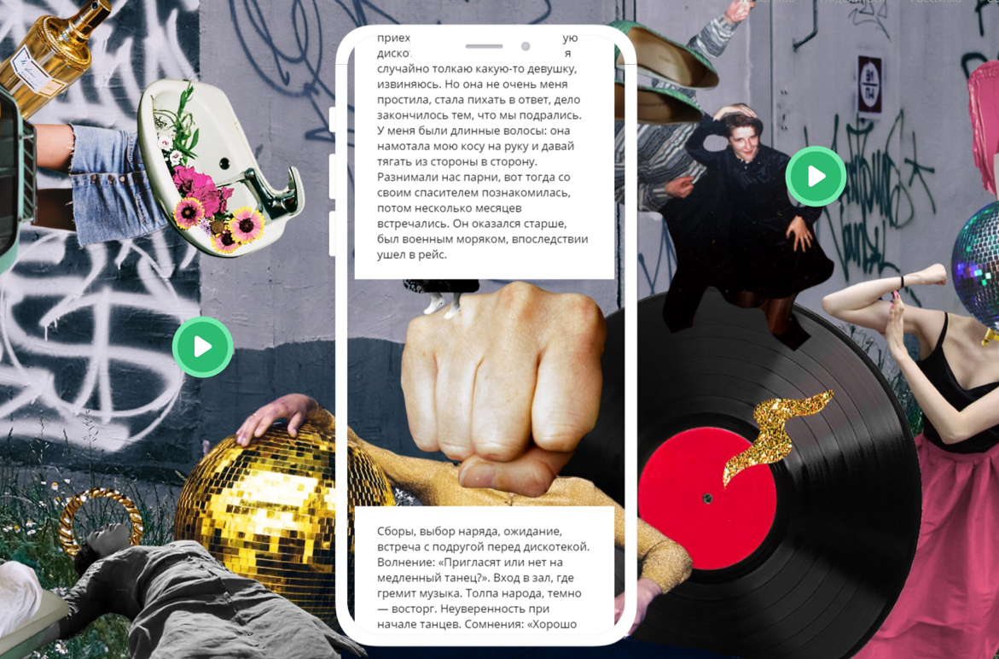 приех ую
диско я
случайно толкаю какую-то девушку,
извиняюсь. Но она не очень меня
простила, стала пихать в ответ, дело
закончилось тем, что мы подрались.
У меня были длинные волосы: она
намотала мою косу на руку и давай
тягать из стороны в сторону.
Разнимали нас парни, вот тогда со
своим спасителем познакомилась,
потом несколько месяцев
встречались. Он оказался старше,
был военным моряком, впоследствии
ушел в рейс.
Сборы, выбор наряда, ожидание,
встреча с подругой перед дискотекой.
Волнение: «Пригласят или нет на
медленный танец?». Вход в зал, где
гремит музыка. Толпа народа, темно
— восторг. Неуверенность при
начале танцев. Сомнения: «Хорошо